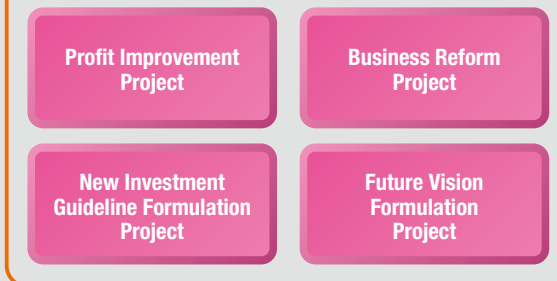 Profit Improvement
Project
Business Reform
Project
New Investment
Guideline Formulation
Project
Future Vision
Formulation
Project